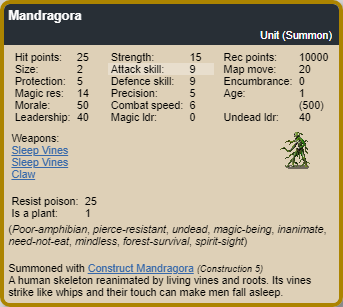 Mandragora
Unit (Summon)
Hit points: 25 Strength: 15 Rec points: 10000
Size: 2 Attack skill: 9 Map move: 20
Protection: 5 Defence skill: 9 Encumbrance: 0
Magic res: 14 Precision: 5 Age: 1
Morale: 50 Combat speed: 6 (500)
Leadership: 40 Magic ldr: 0 Undead ldr: 40
Weapons:
Sleep Vines
Sleep Vines
Claw
Resist poison: 25
Is a plant: 1
(Poor-amphibian, pierce-resistant, undead, magic-being, inanimate,
need-not-eat, mindless, forest-survival, spirit-sight)
Summoned with Construct Mandragora (Construction 5)
A human skeleton reanimated by living vines and roots. Its vines
strike like whips and their touch can make men fall asleep.